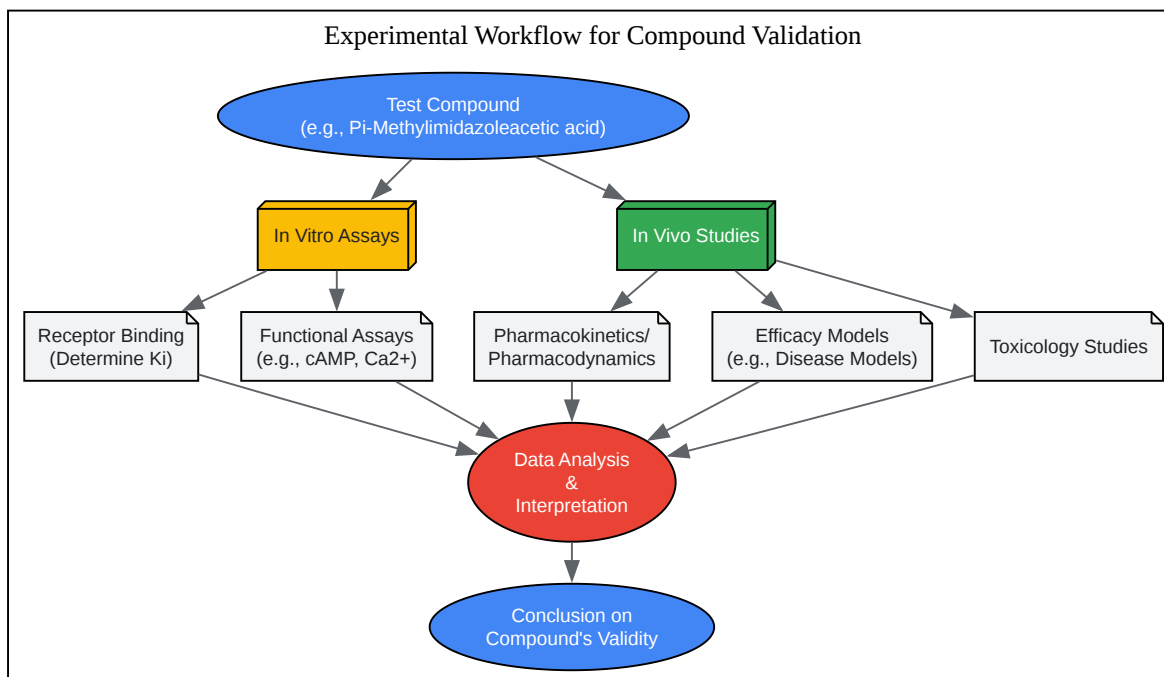 Experimental Workflow for Compound Validation
Test Compound
(e.g., Pi-Methylimidazoleacetic acid)
In Vitro Assays
In Vivo Studies
Receptor Binding
(Determine Ki)
Functional Assays
(e.g., cAMP, Ca2+)
Pharmacokinetics/
Pharmacodynamics
Efficacy Models
(e.g., Disease Models)
Toxicology Studies
Data Analysis
&
Interpretation
Conclusion on
Compound's Validity